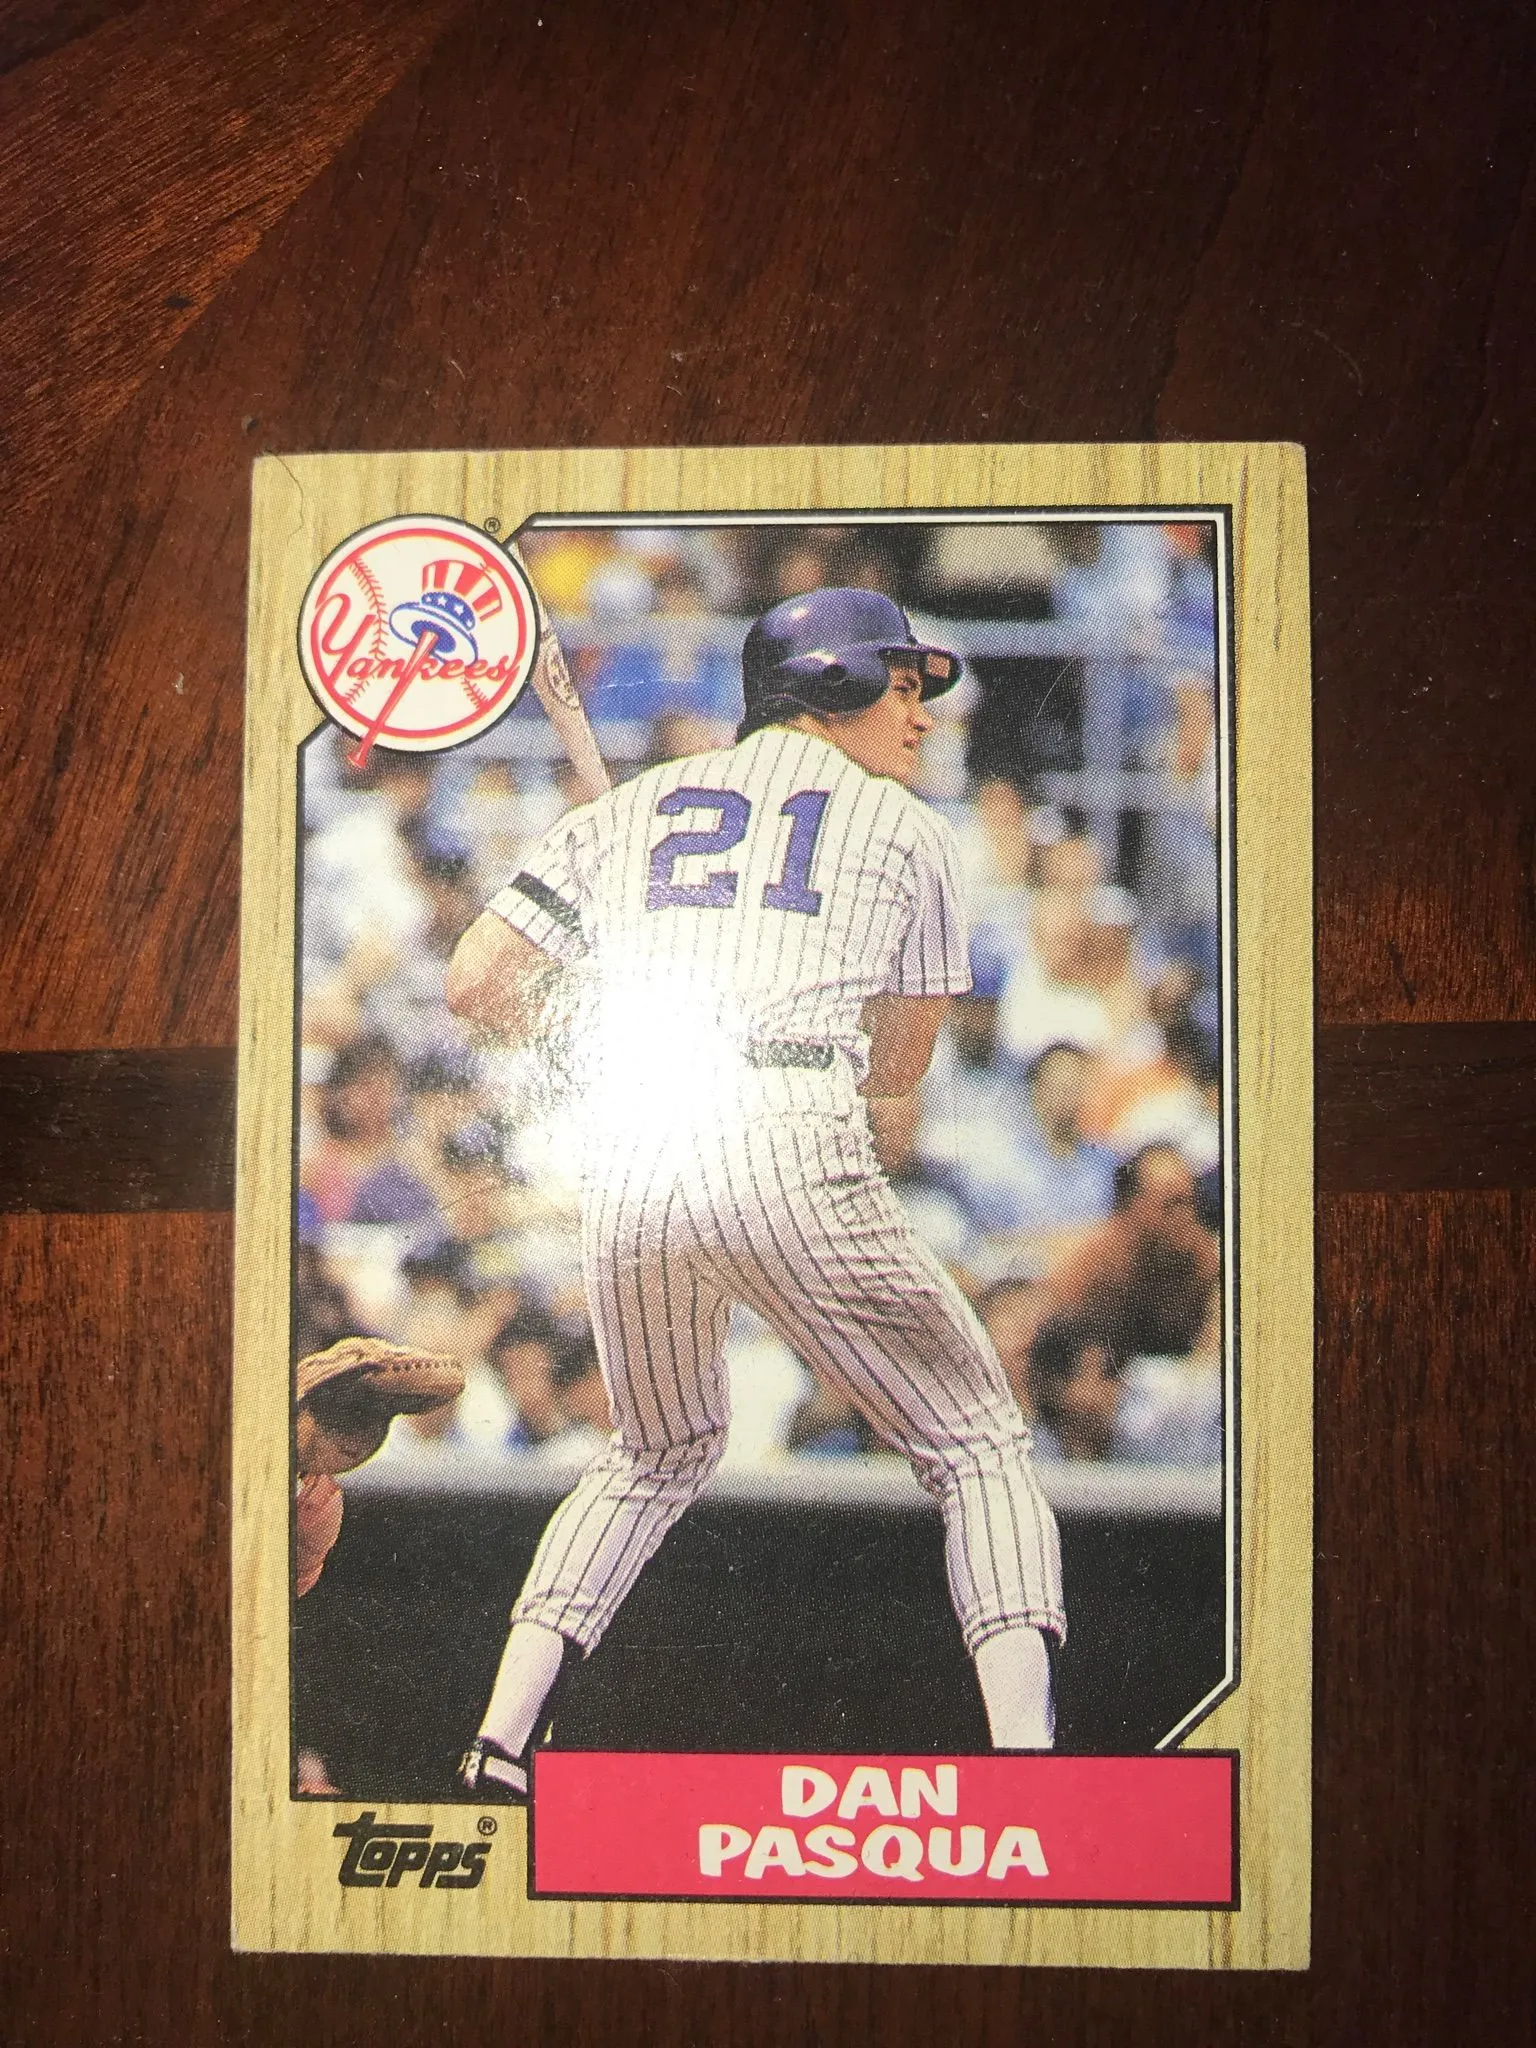 ®
Yankees
21
DAN
PASQUA
topps®